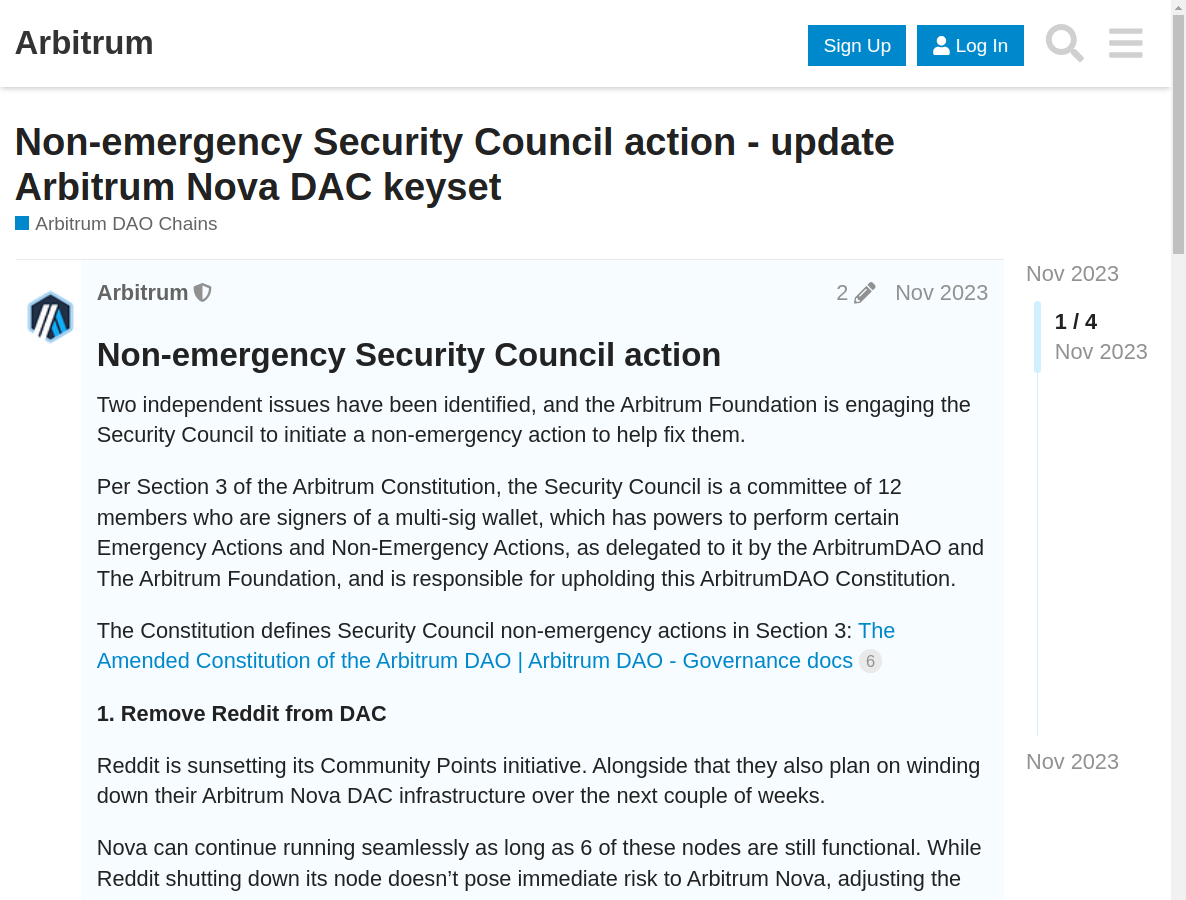 Arbitrum
Sign Up
Log In
Non-emergency Security Council action - update
Arbitrum Nova DAC keyset
Arbitrum DAO Chains
Arbitrum
2
Nov 2023
Non-emergency Security Council action
Two independent issues have been identified, and the Arbitrum Foundation is engaging the
Security Council to initiate a non-emergency action to help fix them.
Per Section 3 of the Arbitrum Constitution, the Security Council is a committee of 12
members who are signers of a multi-sig wallet, which has powers to perform certain
Emergency Actions and Non-Emergency Actions, as delegated to it by the ArbitrumDAO and
The Arbitrum Foundation, and is responsible for upholding this ArbitrumDAO Constitution.
The Constitution defines Security Council non-emergency actions in Section 3: The
Amended Constitution of the Arbitrum DAO | Arbitrum DAO - Governance docs 6
1. Remove Reddit from DAC
Reddit is sunsetting its Community Points initiative. Alongside that they also plan on winding
down their Arbitrum Nova DAC infrastructure over the next couple of weeks.
Nova can continue running seamlessly as long as 6 of these nodes are still functional. While
Reddit shutting down its node doesn’t pose immediate risk to Arbitrum Nova, adjusting the
Nov 2023
1 / 4
Nov 2023
Nov 2023